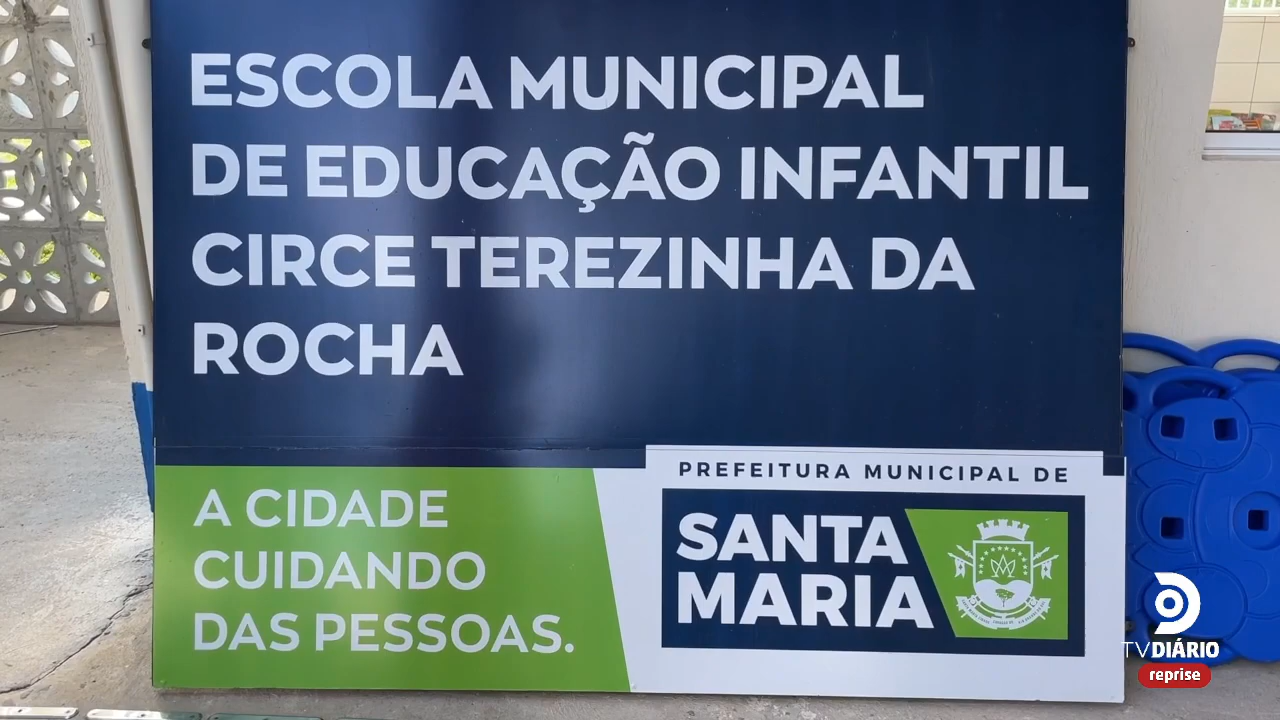 ESCOLA MUNICIPAL
DE EDUCAÇÃO INFANTIL
CIRCE TEREZINHA DA
ROCHA
A CIDADE
CUIDANDO
DAS PESSOAS.
PREFEITURA MUNICIPAL DE
SANTA
MARIA
TV DIÁRIO
reprise